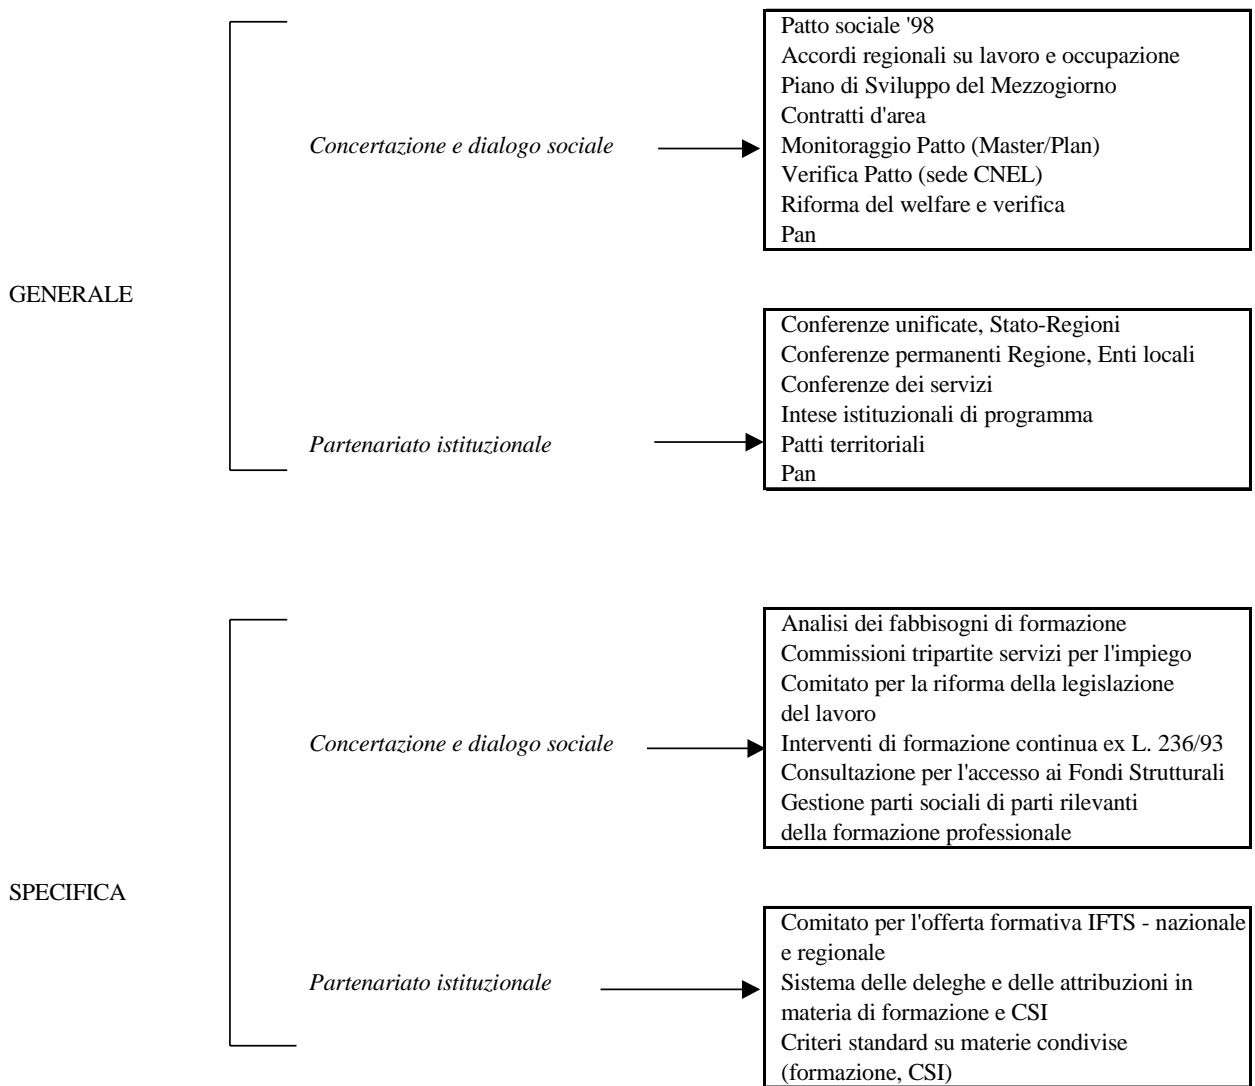 GENERALE
Concertazione e dialogo sociale
Patto sociale '98
Accordi regionali su lavoro e occupazione
Piano di Sviluppo del Mezzogiorno
Contratti d'area
Monitoraggio Patto (Master/Plan)
Verifica Patto (sede CNEL)
Riforma del welfare e verifica
Pan
Partenariato istituzionale
Conferenze unificate, Stato-Regioni
Conferenze permanenti Regione, Enti locali
Conferenze dei servizi
Intese istituzionali di programma
Patti territoriali
Pan
SPECIFICA
Concertazione e dialogo sociale
Analisi dei fabbisogni di formazione
Commissioni tripartite servizi per l'impiego
Comitato per la riforma della legislazione
del lavoro
Interventi di formazione continua ex L. 236/93
Consultazione per l'accesso ai Fondi Strutturali
Gestione parti sociali di parti rilevanti
della formazione professionale
Partenariato istituzionale
Comitato per l'offerta formativa IFTS - nazionale
e regionale
Sistema delle deleghe e delle attribuzioni in
materia di formazione e CSI
Criteri standard su materie condivise
(formazione, CSI)